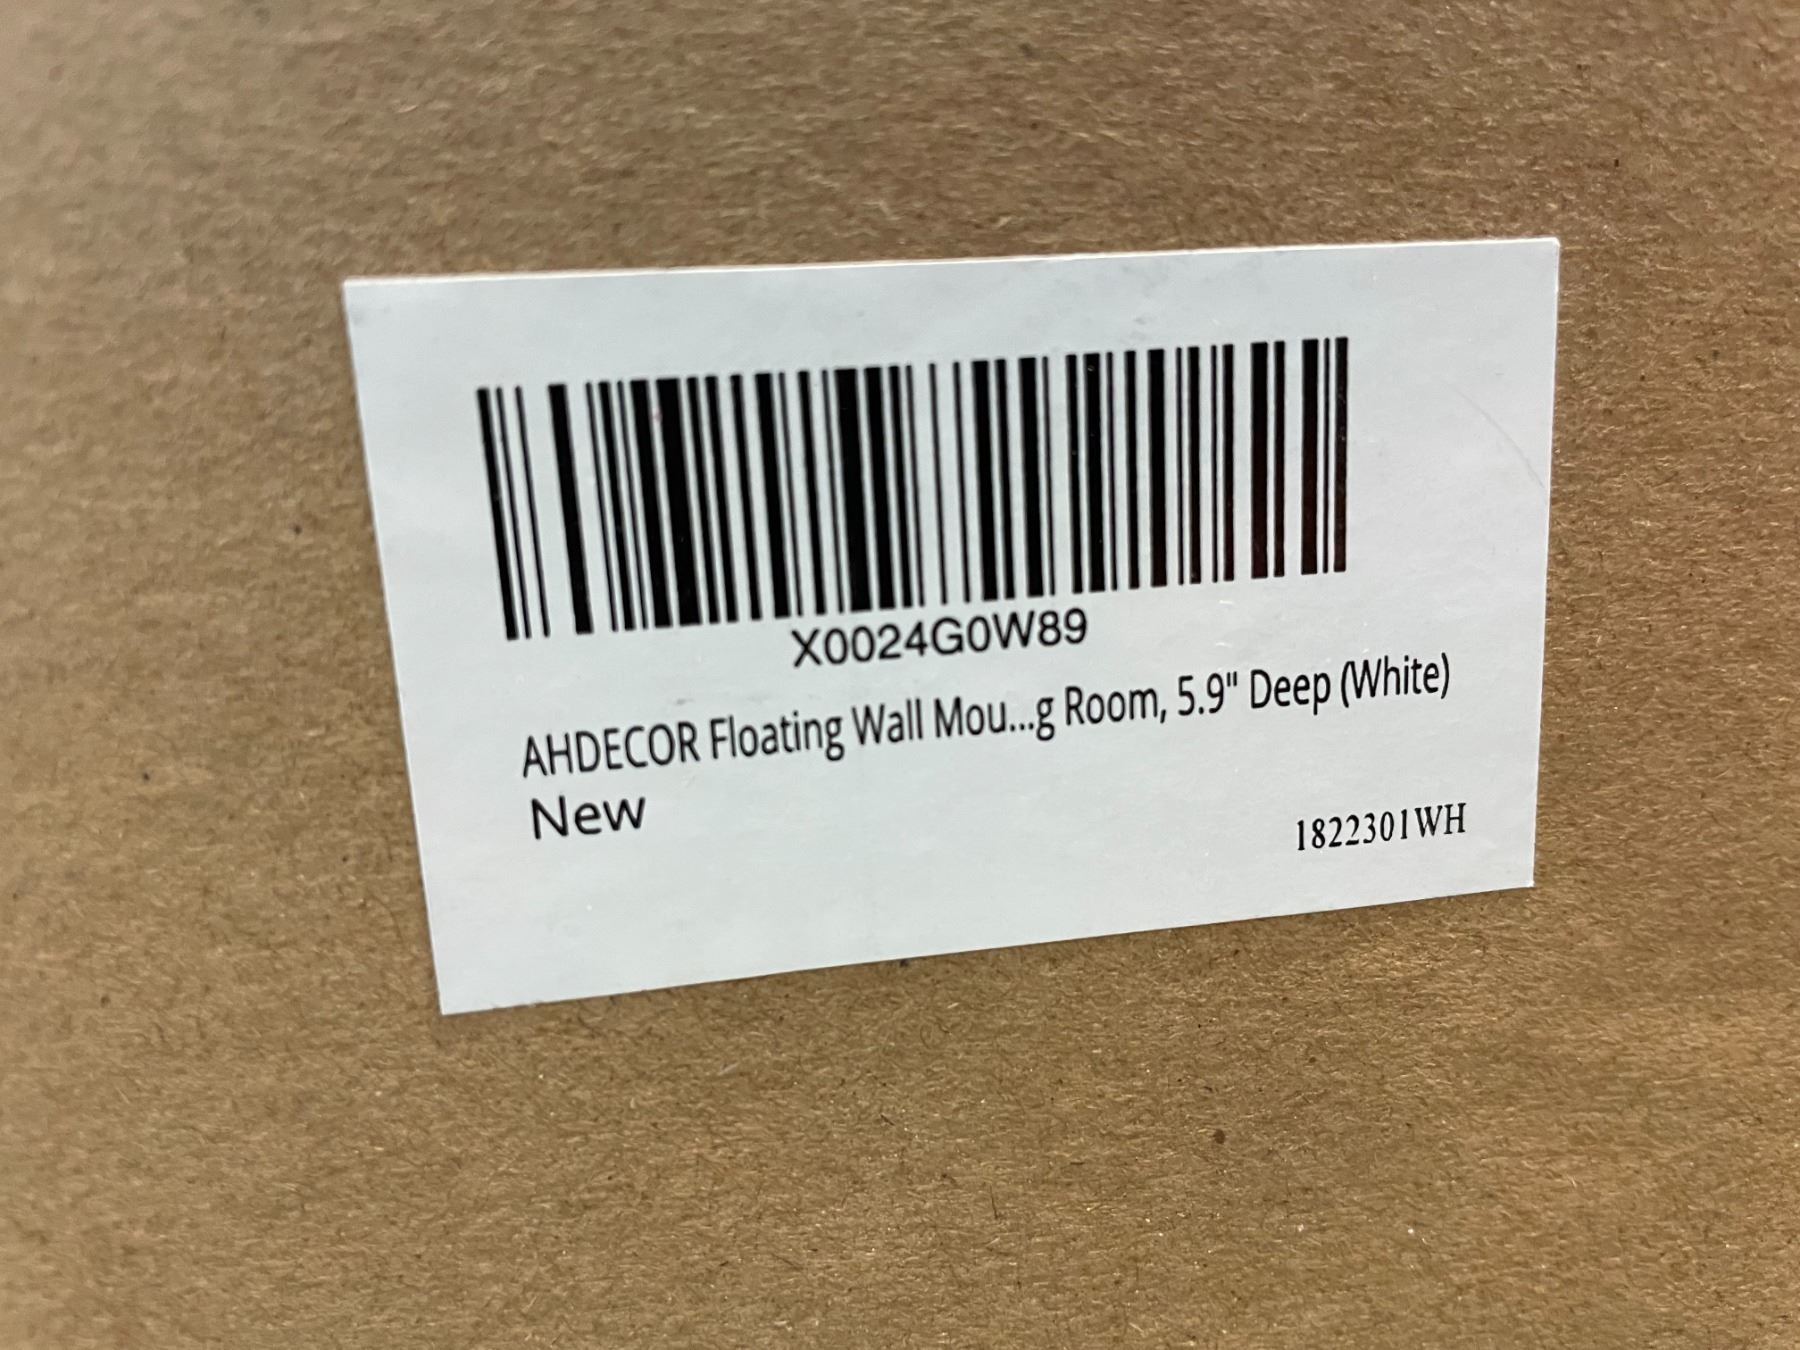 X0024G0W89
AHDECOR Floating Wall Mou...g Room, 5.9" Deep (White)
New
1822301WH